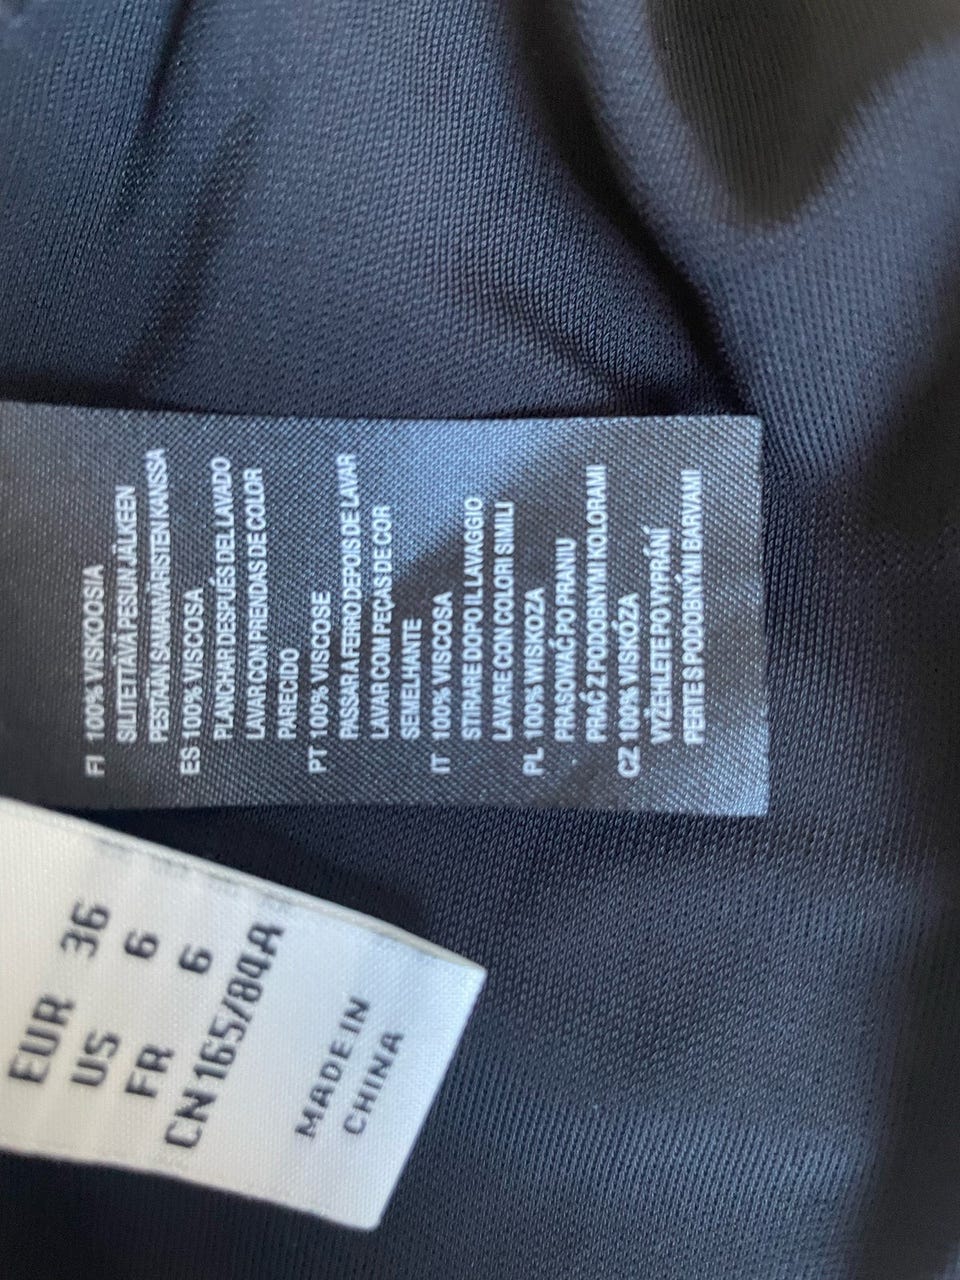 FI 100% VISKOOSIA
SILITETTÄVÄ PESUN JÄLKEEN
PESTÄÄN SAMANVÄRISTEN KANSSA
ES 100% VISCOSA
PLANCHAR DESPUÉS DE LAVADO
LAVAR CON PRENDAS DE COLOR
PARECIDO
PT 100% VISCOSE
PASSAR A FERRO DEPOIS DE LAVAR
LAVAR COM PEÇAS DE COR
SEMELHANTE
IT 100% VISCOSA
STIRARE DOPO IL LAVAGGIO
LAVARE CON COLORI SIMILI
PL 100% WISKOZA
PRASOWAĆ PO PRANIU
PRAĆ Z PODOBNYMI KOLORAMI
CZ 100% VISKÓZA
VYŽEHLETE PO VYPRÁNÍ
PERTE S PODOBNÝMI BARVAMI
EUR 36
US 6
FR 6
CN 165/84A
MADE IN
CHINA